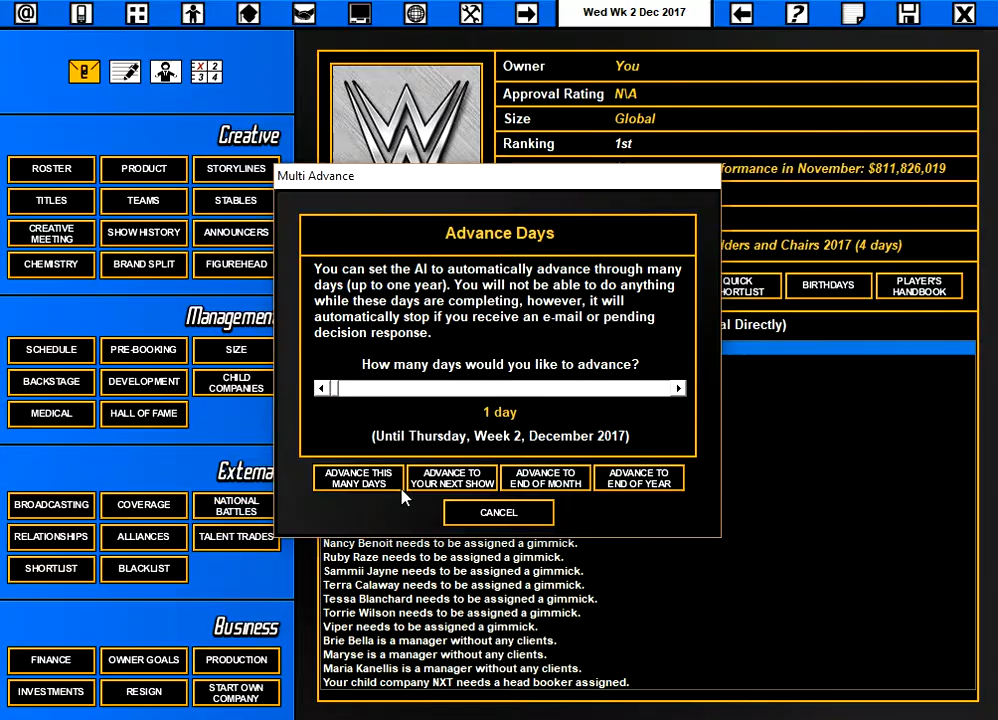 Wed Wk 2 Dec 2017
Creative
ROSTER
PRODUCT
STORYLINES
TITLES
TEAMS
STABLES
CREATIVE
MEETING
SHOW HISTORY
ANNOUNCERS
CHEMISTRY
BRAND SPLIT
FIGUREHEAD
Managemen
SCHEDULE
PRE-BOOKING
SIZE
BACKSTAGE
DEVELOPMENT
CHILD
COMPANIES
MEDICAL
HALL OF FAME
Externa
BROADCASTING
COVERAGE
NATIONAL
BATTLES
RELATIONSHIPS
ALLIANCES
TALENT TRADES
SHORTLIST
BLACKLIST
Business
FINANCE
OWNER GOALS
PRODUCTION
INVESTMENTS
RESIGN
START OWN
COMPANY
Owner You
Approval Rating N\A
Size Global
Ranking 1st
formance in November: $811,826,019
dders and Chairs 2017 (4 days)
QUICK
HORTLIST
BIRTHDAYS
PLAYER'S
HANDBOOK
al Directly)
Multi Advance
Advance Days
You can set the AI to automatically advance through many
days (up to one year). You will not be able to do anything
while these days are completing, however, it will
automatically stop if you receive an e-mail or pending
decision response.
How many days would you like to advance?
1 day
(Until Thursday, Week 2, December 2017)
ADVANCE THIS
MANY DAYS
ADVANCE TO
YOUR NEXT SHOW
ADVANCE TO
END OF MONTH
ADVANCE TO
END OF YEAR
CANCEL
Nancy Benoit needs to be assigned a gimmick.
Ruby Raze needs to be assigned a gimmick.
Sammii Jayne needs to be assigned a gimmick.
Terra Calaway needs to be assigned a gimmick.
Tessa Blanchard needs to be assigned a gimmick.
Torrie Wilson needs to be assigned a gimmick.
Viper needs to be assigned a gimmick.
Brie Bella is a manager without any clients.
Maryse is a manager without any clients.
Maria Kanellis is a manager without any clients.
Your child company NXT needs a head booker assigned.